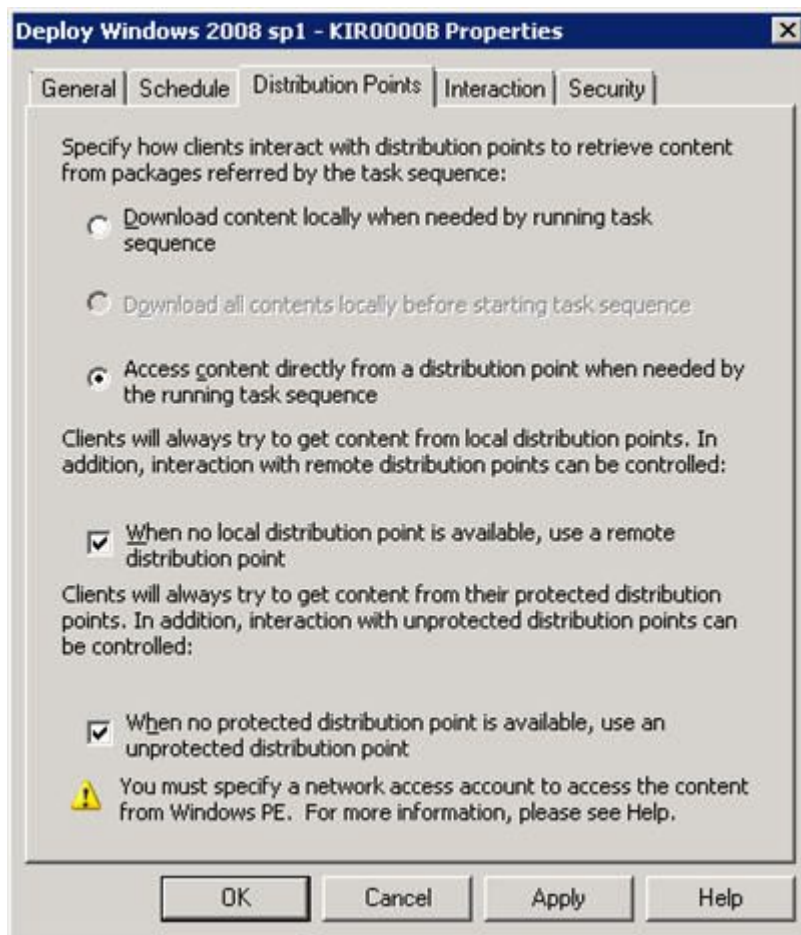 Deploy Windows 2008 sp1 - KIR0000B Properties
General Schedule Distribution Points Interaction Security
Specify how clients interact with distribution points to retrieve content
from packages referred by the task sequence:
Download content locally when needed by running task
sequence
Download all contents locally before starting task sequence
Access content directly from a distribution point when needed by
the running task sequence
Clients will always try to get content from local distribution points. In
addition, interaction with remote distribution points can be controlled:
When no local distribution point is available, use a remote
distribution point
Clients will always try to get content from their protected distribution
points. In addition, interaction with unprotected distribution points can
be controlled:
When no protected distribution point is available, use an
unprotected distribution point
You must specify a network access account to access the content
from Windows PE. For more information, please see Help.
OK Cancel Apply Help